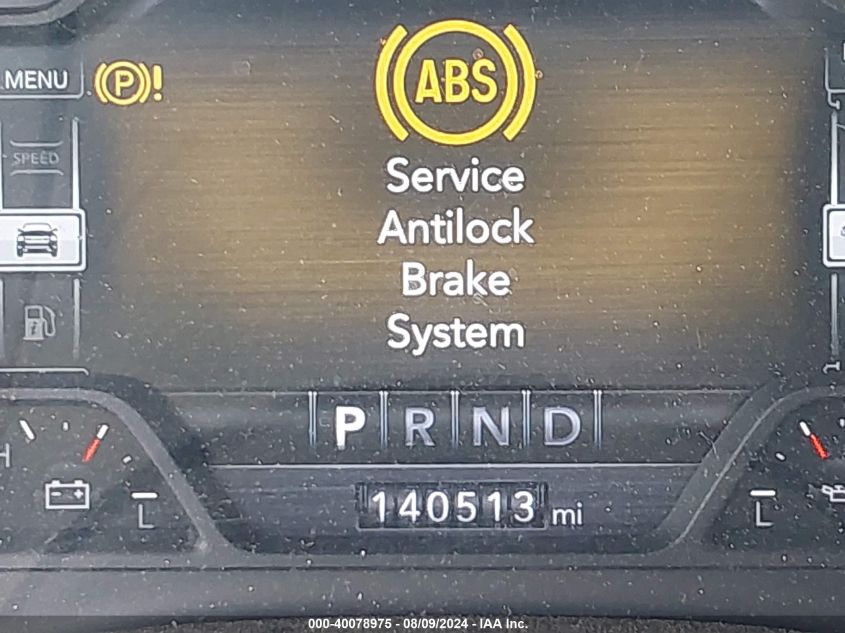 MENU
(P)!
ABS
SPEED
Service
Antilock
Brake
System
P R N D
H
140513 mi
L
L
000-40078975 - 08/09/2024 - IAA Inc.